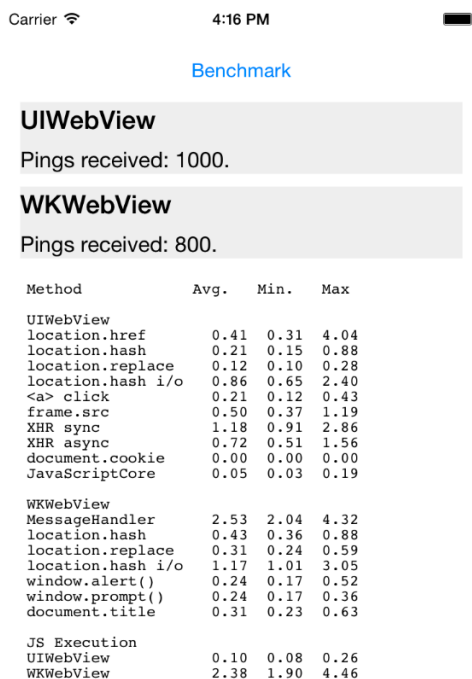 Carrier 4:16 PM
Benchmark
UIWebView
Pings received: 1000.
WKWebView
Pings received: 800.
Method Avg. Min. Max
UIWebView
location.href 0.41 0.31 4.04
location.hash 0.21 0.15 0.88
location.replace 0.12 0.10 0.28
location.hash i/o 0.86 0.65 2.40
<a> click 0.21 0.12 0.43
frame.src 0.50 0.37 1.19
XHR sync 1.18 0.91 2.86
XHR async 0.72 0.51 1.56
document.cookie 0.00 0.00 0.00
JavaScriptCore 0.05 0.03 0.19
WKWebView
MessageHandler 2.53 2.04 4.32
location.hash 0.43 0.36 0.88
location.replace 0.31 0.24 0.59
location.hash i/o 1.17 1.01 3.05
window.alert() 0.24 0.17 0.52
window.prompt() 0.24 0.17 0.36
document.title 0.31 0.23 0.63
JS Execution
UIWebView 0.10 0.08 0.26
WKWebView 2.38 1.90 4.46